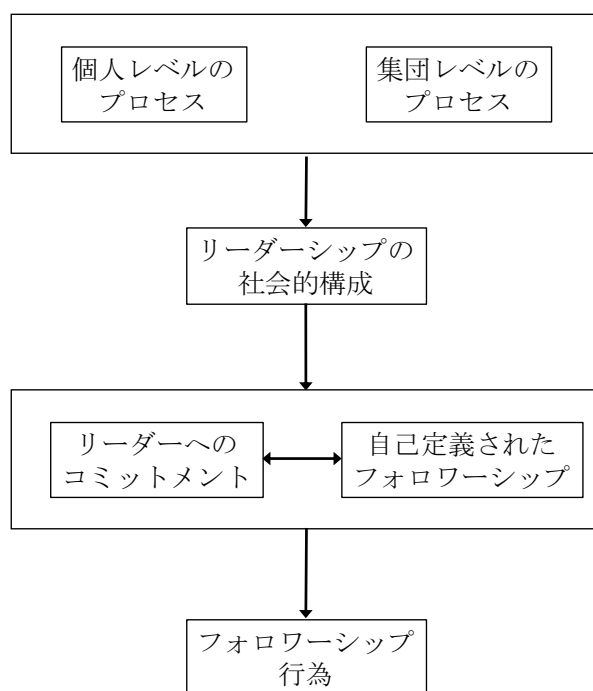 個人レベルの
プロセス
集団レベルの
プロセス
リーダーシップの
社会的構成
リーダーへの
コミットメント
自己定義された
フォロワーシップ
フォロワーシップ
行為